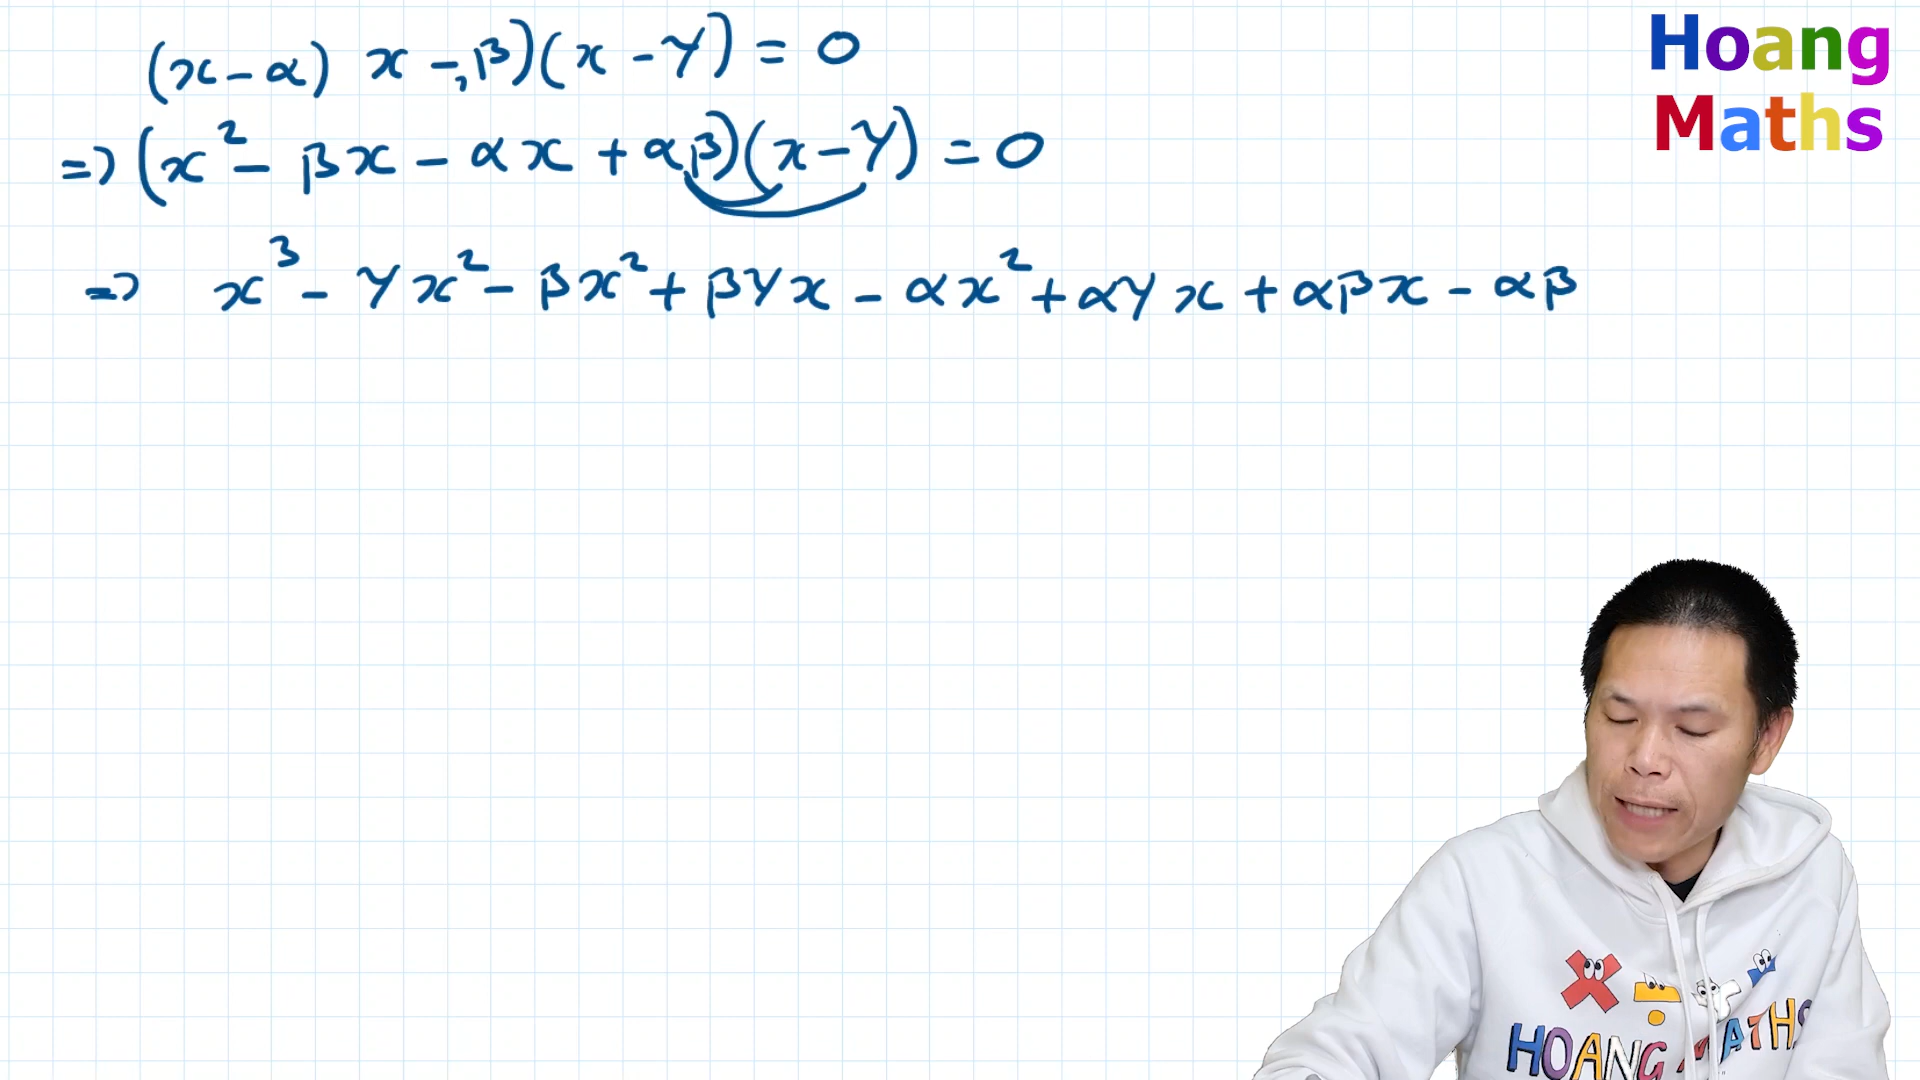 (x - α) x - β)(x - γ) = 0
Hoang
Maths
=> (x² - βx - αx + αβ)(x - γ) = 0
=> x³ - γx² - βx² + βγx - αx² + αγx + αβx - αβ
HOANG MATHS